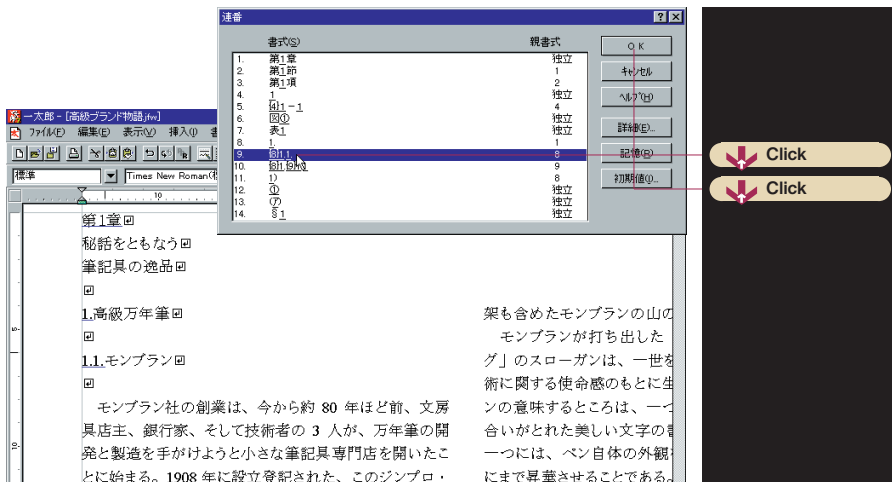 連番
書式(S) 親書式
1. 第1章 独立
2. 第1節 1
3. 第1項 2
4. 1 独立
5. [4]1－1 4
6. 図① 独立
7. 表1 独立
8. 1. 1
9. [8]1.1. 8
10. 9
11. 1) 8
12. ① 独立
13. ㋐ 独立
14. §1 独立
OK
キャンセル
ヘルプ(H)
詳細(E)...
記憶(R)
初期値(I)...
Click
Click
一太郎 - [高級ブランド物語.jfw]
ファイル(F) 編集(E) 表示(V) 挿入(I)
標準 Times New Roman
10
第1章
秘話をともなう
筆記具の逸品
1.高級万年筆
1.1.モンブラン
モンブラン社の創業は、今から約 80 年ほど前、文房
具店主、銀行家、そして技術者の 3 人が、万年筆の開
発と製造を手がけようと小さな筆記具専門店を開いたこ
とに始まる。1908 年に設立登記された、このジンプロ・
架も含めたモンブランの山の
モンブランが打ち出した「
グ」のスローガンは、一世を
術に関する使命感のもとに生
ンの意味するところは、一つ
合いがとれた美しい文字の書
一つには、ペン自体の外観
にまで昇華させることである。